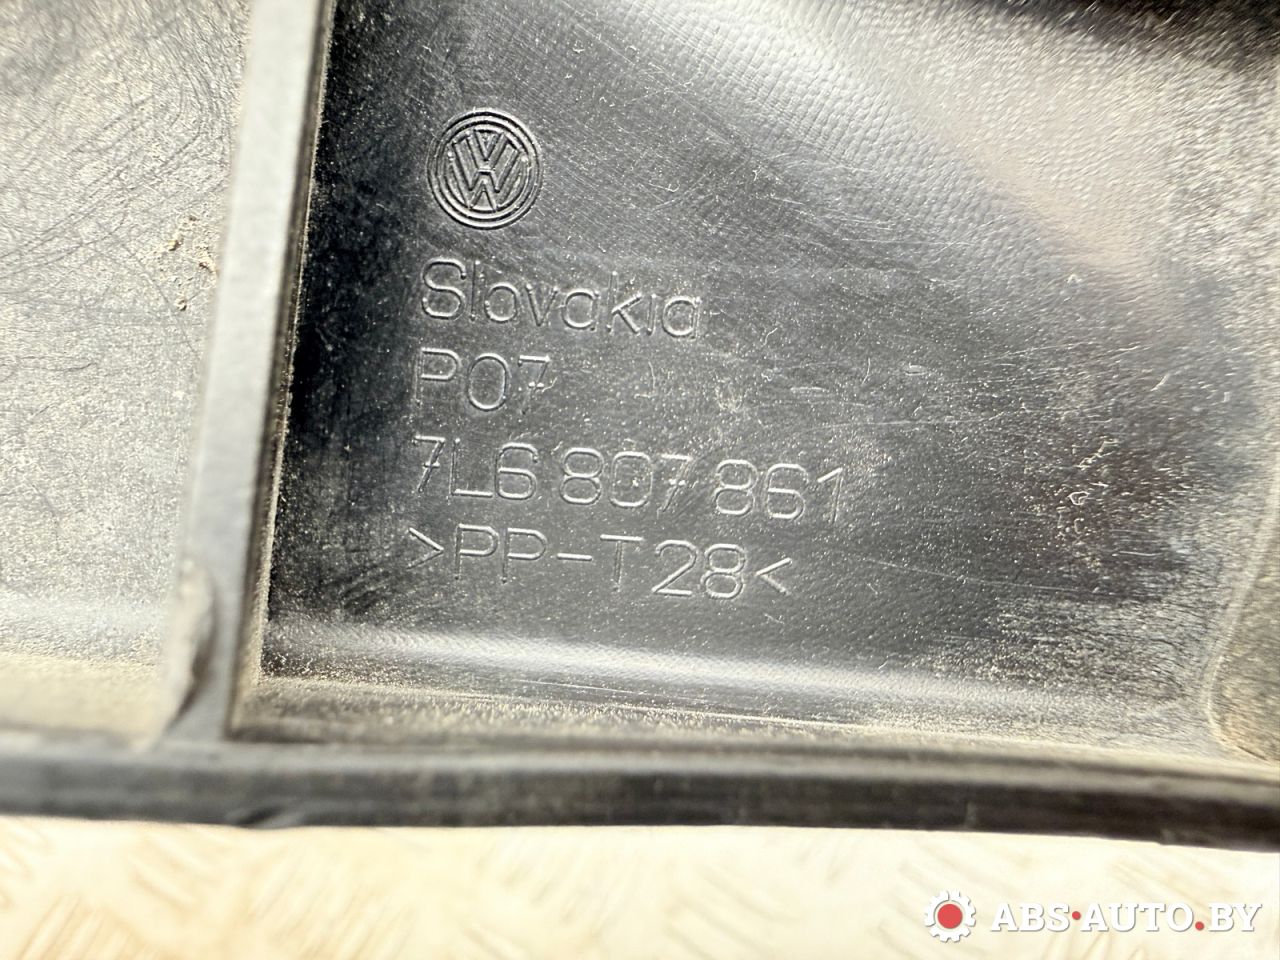 Slovakia
P07
7L6 807 861
>PP-T28<
ABS·AUTO.BY